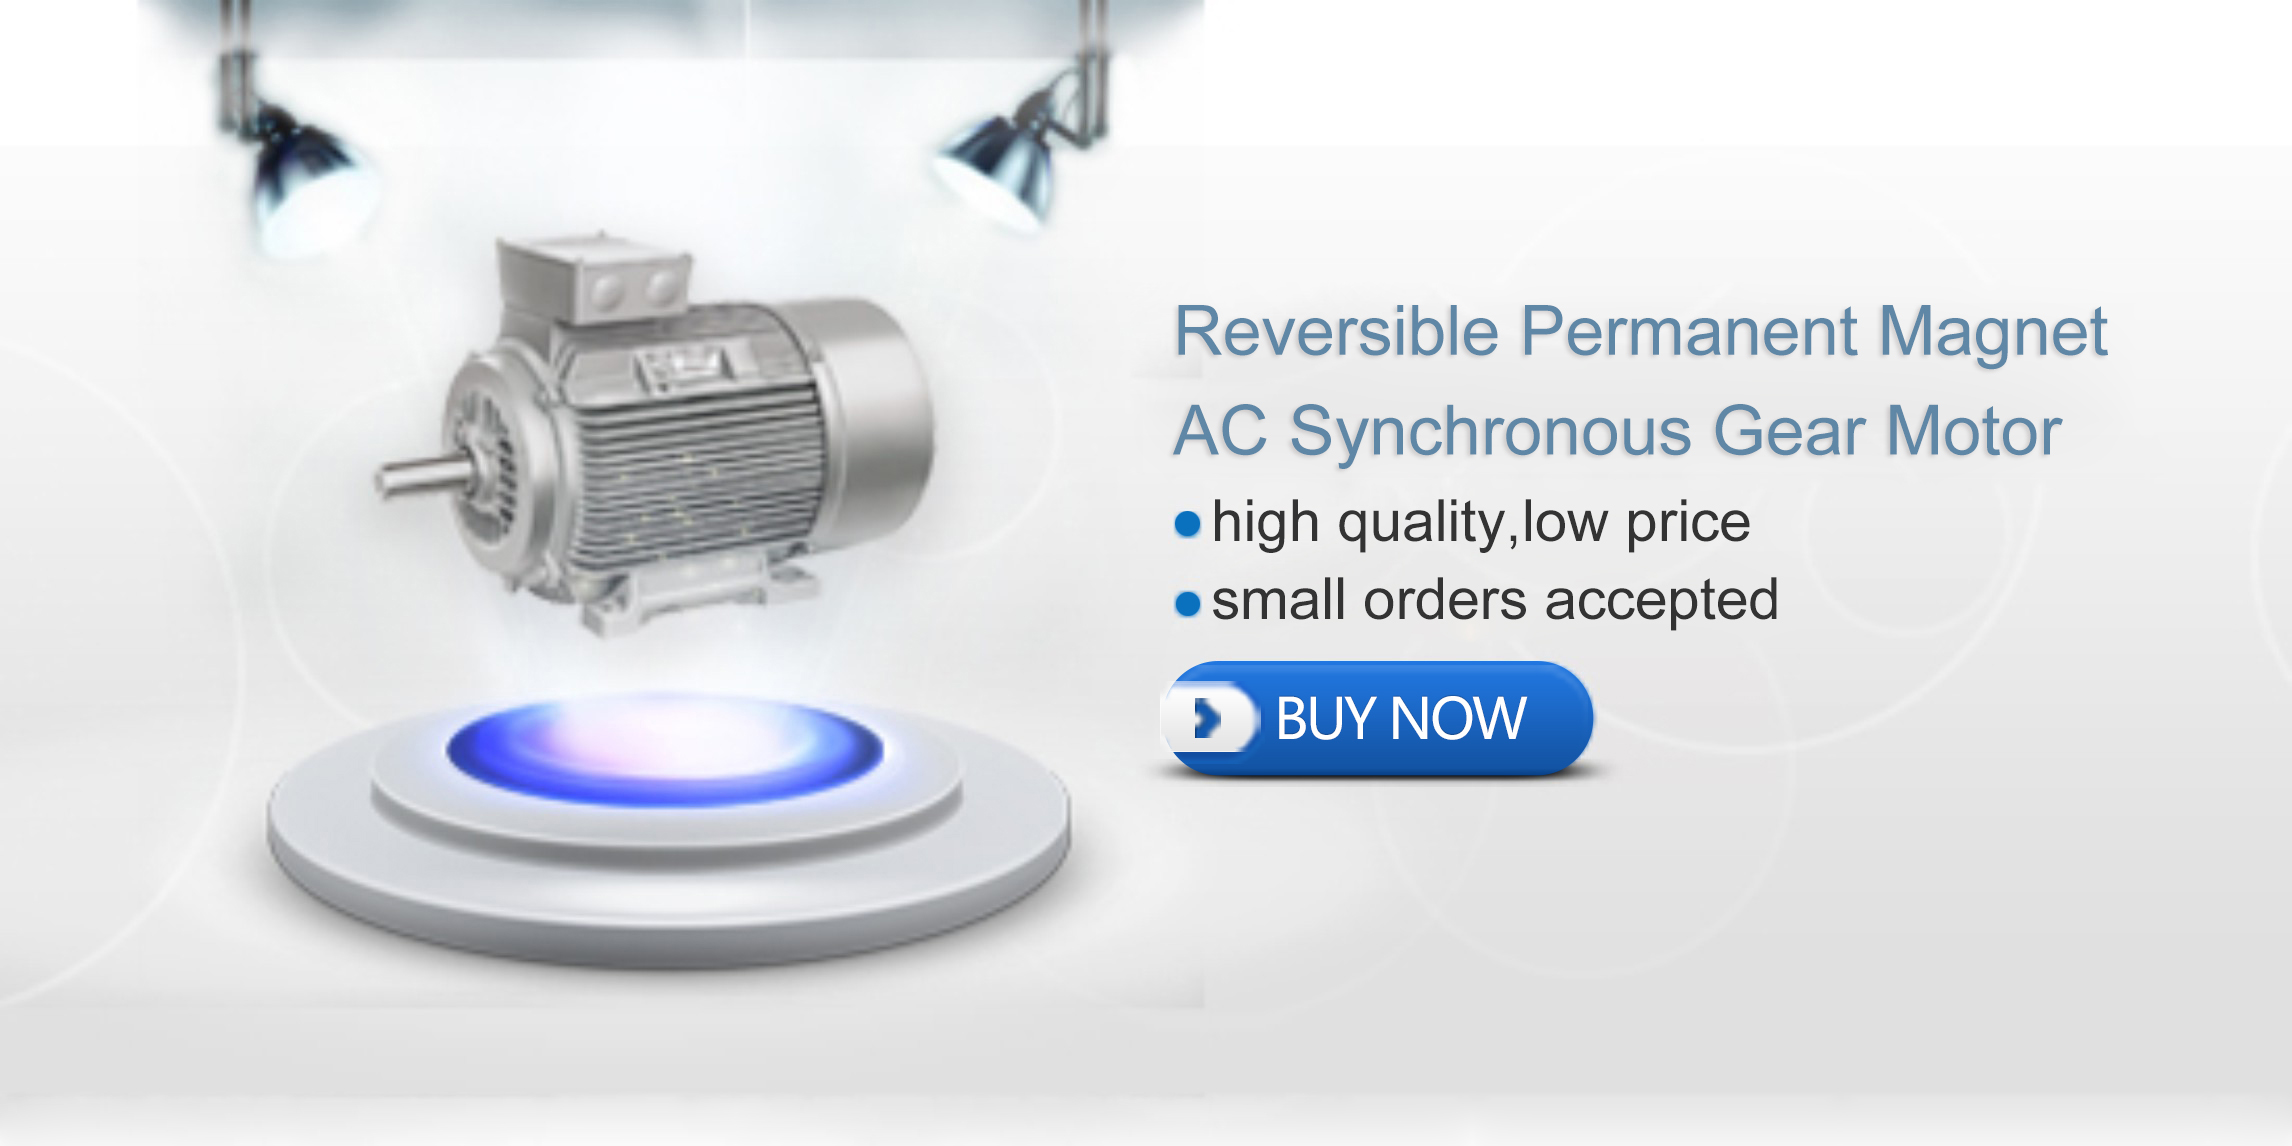 Reversible Permanent Magnet
AC Synchronous Gear Motor
high quality,low price
small orders accepted
BUY NOW